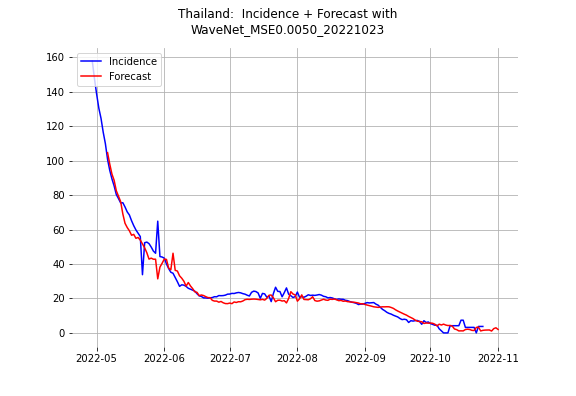 Thailand:  Incidence + Forecast with
WaveNet_MSE0.0050_20221023
Incidence
Forecast
160
140
120
100
80
60
40
20
0
2022-05 2022-06 2022-07 2022-08 2022-09 2022-10 2022-11